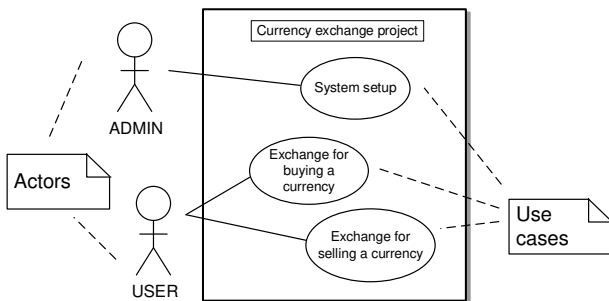 Currency exchange project
System setup
ADMIN
Exchange for
buying a
currency
Actors
Use
cases
Exchange for
selling a currency
USER